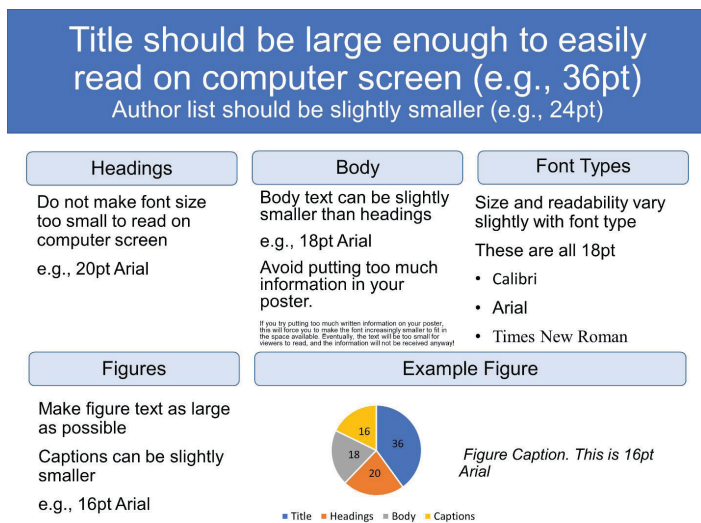 Title should be large enough to easily
read on computer screen (e.g., 36pt)
Author list should be slightly smaller (e.g., 24pt)
Headings
Do not make font size
too small to read on
computer screen
e.g., 20pt Arial
Body
Body text can be slightly
smaller than headings
e.g., 18pt Arial
Avoid putting too much
information in your
poster.
If you try putting too much written information on your poster,
this will force you to make the font increasingly smaller to fit in
the space available. Eventually, the text will be too small for
viewers to read, and the information will not be received anyway!
Font Types
Size and readability vary
slightly with font type
These are all 18pt
• Calibri
• Arial
• Times New Roman
Figures
Make figure text as large
as possible
Captions can be slightly
smaller
e.g., 16pt Arial
Example Figure
16
36
18
20
Title Headings Body Captions
Figure Caption. This is 16pt
Arial